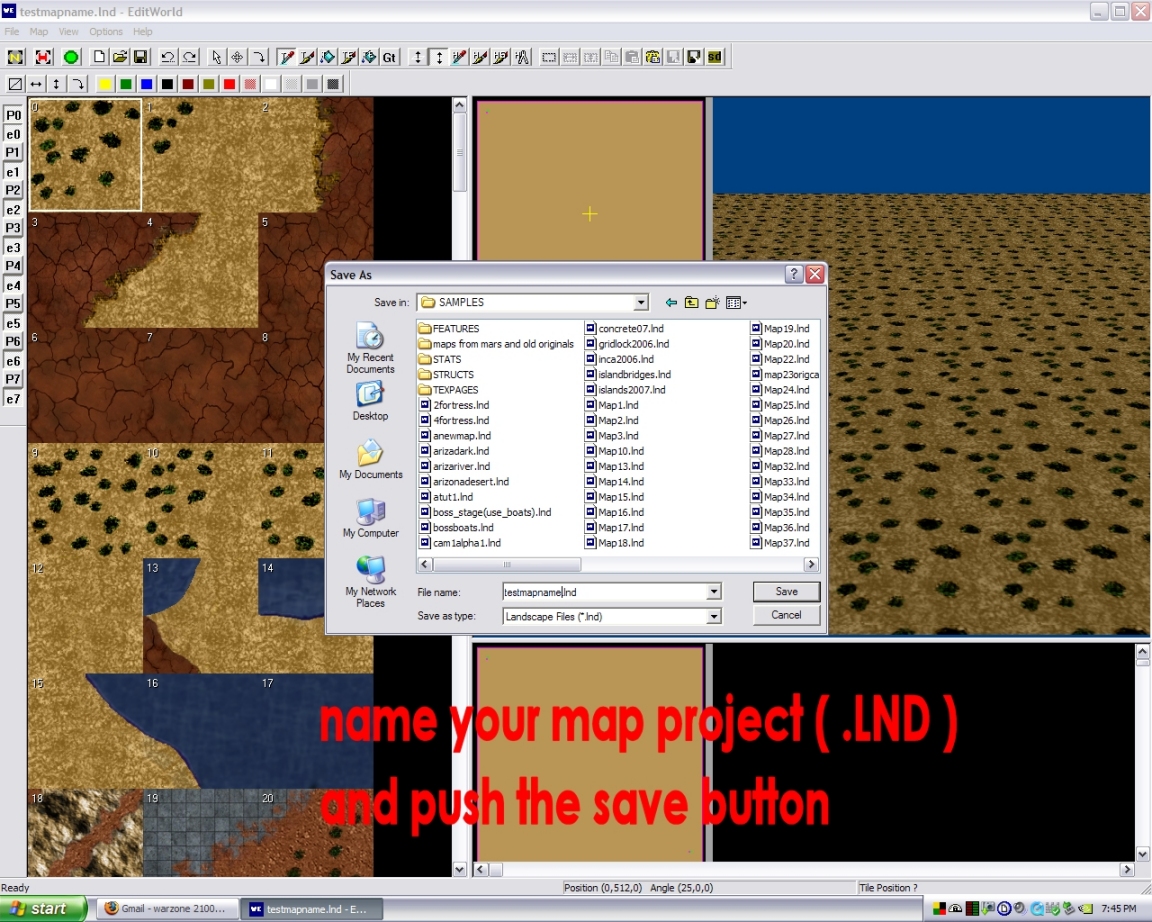 testmapname.lnd - EditWorld
File Map View Options Help
Gt
P0
e0
P1
e1
P2
e2
P3
e3
P4
e4
P5
e5
P6
e6
P7
e7
0 1 2
3 4 5
6 7 8
9 10 11
12 13 14
15 16 17
18 19 20
Save As
Save in: SAMPLES
My Recent Documents
Desktop
My Documents
My Computer
My Network Places
FEATURES
maps from mars and old originals
STATS
STRUCTS
TEXPAGES
2fortress.lnd
4fortress.lnd
anewmap.lnd
arizadark.lnd
arizariver.lnd
arizonadesert.lnd
atut1.lnd
boss_stage(use_boats).lnd
bossboats.lnd
cam1alpha1.lnd
concrete07.lnd
gridlock2006.lnd
inca2006.lnd
islandbridges.lnd
islands2007.lnd
Map1.lnd
Map2.lnd
Map3.lnd
Map10.lnd
Map13.lnd
Map14.lnd
Map15.lnd
Map16.lnd
Map17.lnd
Map18.lnd
Map19.lnd
Map20.lnd
Map22.lnd
map23origca
Map24.lnd
Map25.lnd
Map26.lnd
Map27.lnd
Map28.lnd
Map32.lnd
Map33.lnd
Map34.lnd
Map35.lnd
Map36.lnd
Map37.lnd
File name: testmapname.lnd Save
Save as type: Landscape Files (*.lnd) Cancel
name your map project ( .LND )
and push the save button
Ready Position (0,512,0) Angle (25,0,0) Tile Position ?
start Gmail - warzone 2100... testmapname.lnd - E... 7:45 PM